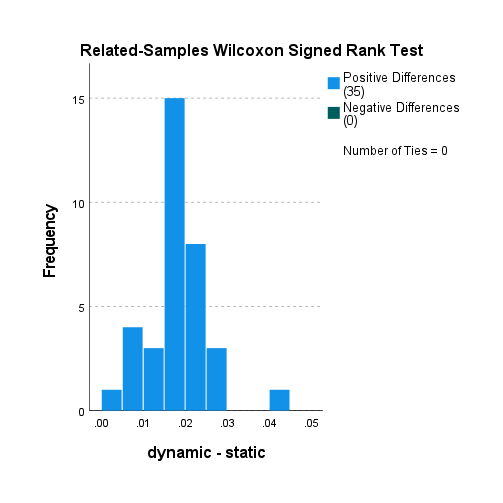 Related-Samples Wilcoxon Signed Rank Test
Positive Differences
(35)
Negative Differences
(0)
Number of Ties = 0
Frequency
15
10
5
0
.00 .01 .02 .03 .04 .05
dynamic - static